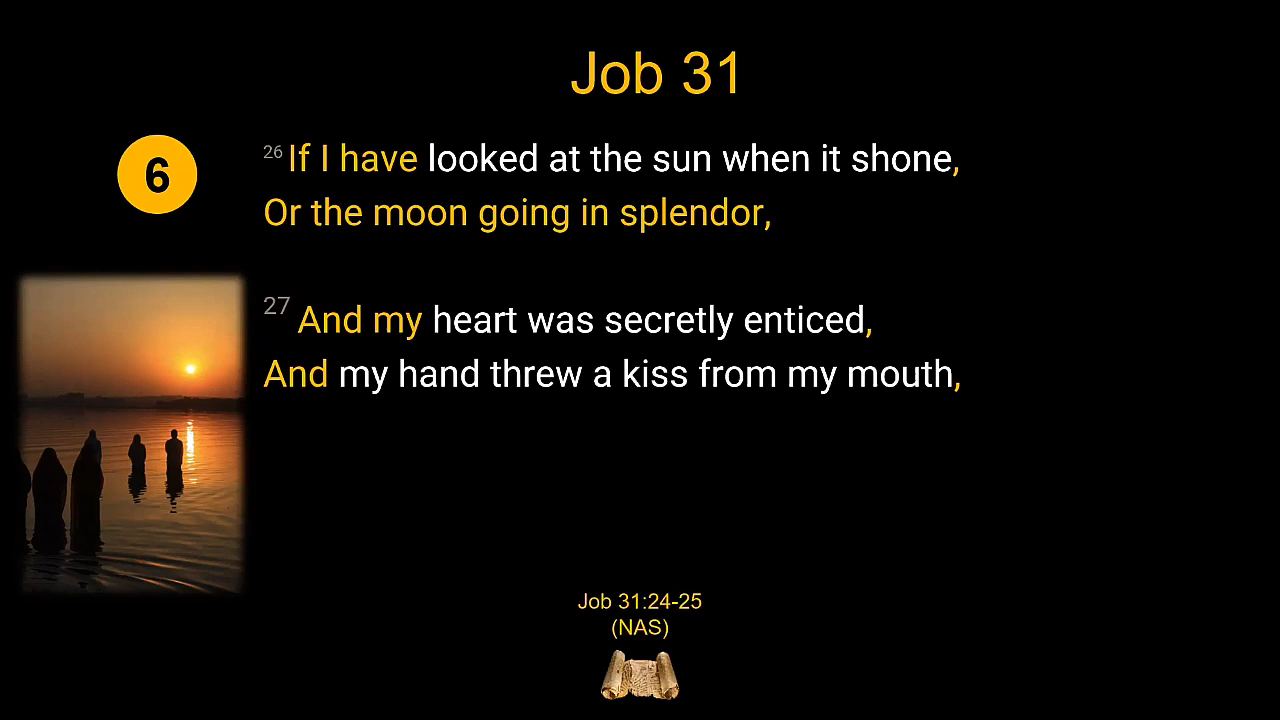 Job 31
6
26 If I have looked at the sun when it shone,
Or the moon going in splendor,
27 And my heart was secretly enticed,
And my hand threw a kiss from my mouth,
Job 31:24-25
(NAS)